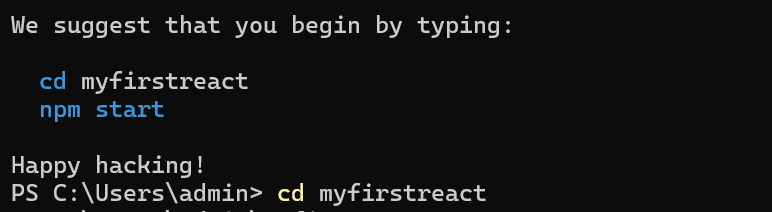 We suggest that you begin by typing:
cd myfirstreact
npm start
Happy hacking!
PS C:\Users\admin> cd myfirstreact